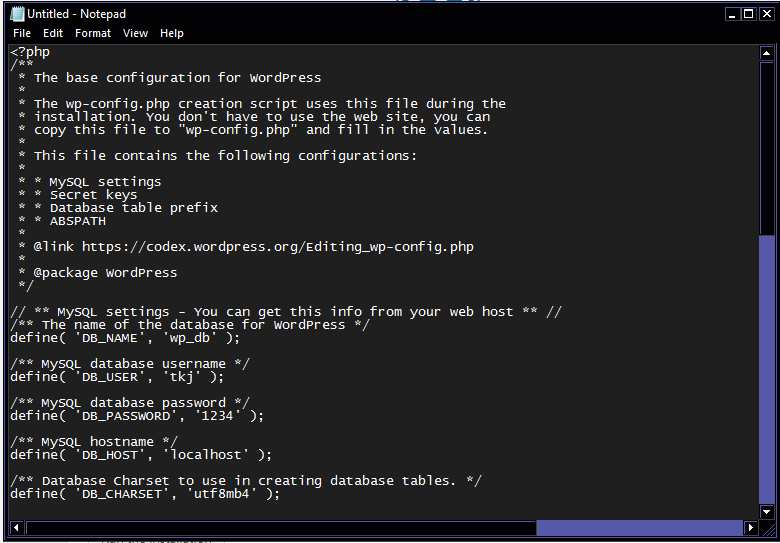 Untitled - Notepad
File Edit Format View Help
<?php
/**
 * The base configuration for WordPress
 *
 * The wp-config.php creation script uses this file during the
 * installation. You don't have to use the web site, you can
 * copy this file to "wp-config.php" and fill in the values.
 *
 * This file contains the following configurations:
 *
 * * MySQL settings
 * * Secret keys
 * * Database table prefix
 * * ABSPATH
 *
 * @link https://codex.wordpress.org/Editing_wp-config.php
 *
 * @package WordPress
 */

// ** MySQL settings - You can get this info from your web host ** //
/** The name of the database for WordPress */
define( 'DB_NAME', 'wp_db' );

/** MySQL database username */
define( 'DB_USER', 'tkj' );

/** MySQL database password */
define( 'DB_PASSWORD', '1234' );

/** MySQL hostname */
define( 'DB_HOST', 'localhost' );

/** Database Charset to use in creating database tables. */
define( 'DB_CHARSET', 'utf8mb4' );